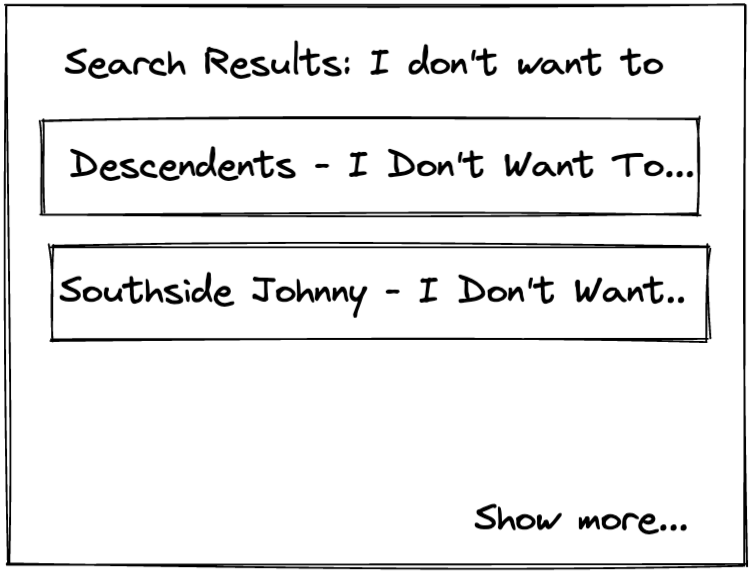 Search Results: I don't want to
Descendents - I Don't Want To...
Southside Johnny - I Don't Want..
Show more...